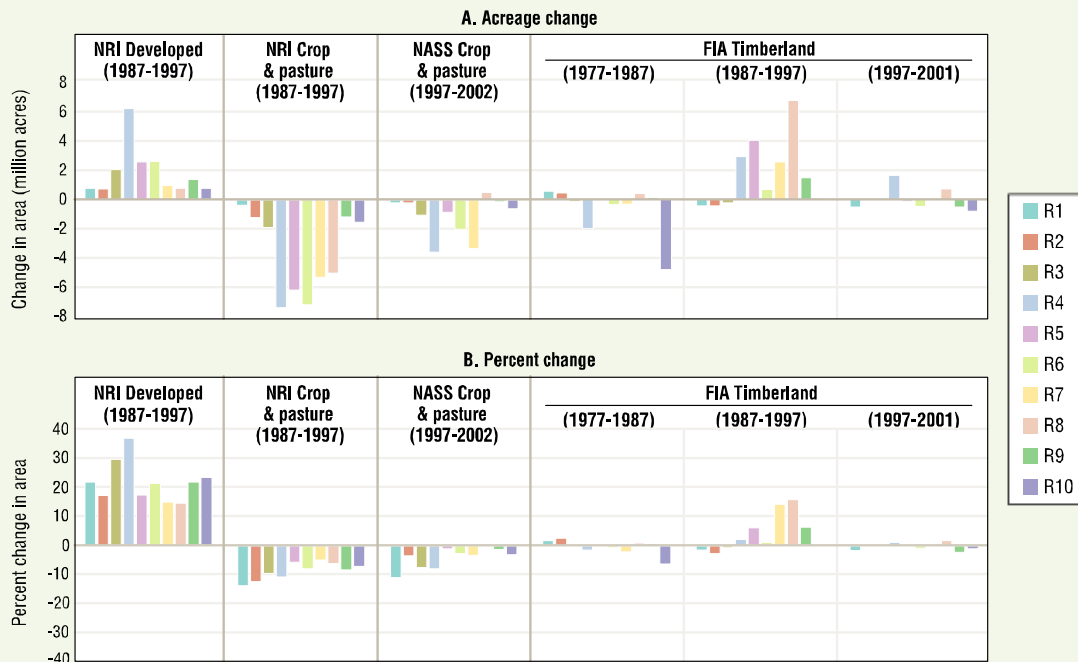 A. Acreage change
NRI Developed
(1987-1997)
NRI Crop
& pasture
(1987-1997)
NASS Crop
& pasture
(1997-2002)
FIA Timberland
(1977-1987)
(1987-1997)
(1997-2001)
Change in area (million acres)
8
6
4
2
0
-2
-4
-6
-8
B. Percent change
NRI Developed
(1987-1997)
NRI Crop
& pasture
(1987-1997)
NASS Crop
& pasture
(1997-2002)
FIA Timberland
(1977-1987)
(1987-1997)
(1997-2001)
Percent change in area
40
30
20
10
0
-10
-20
-30
-40
R1
R2
R3
R4
R5
R6
R7
R8
R9
R10